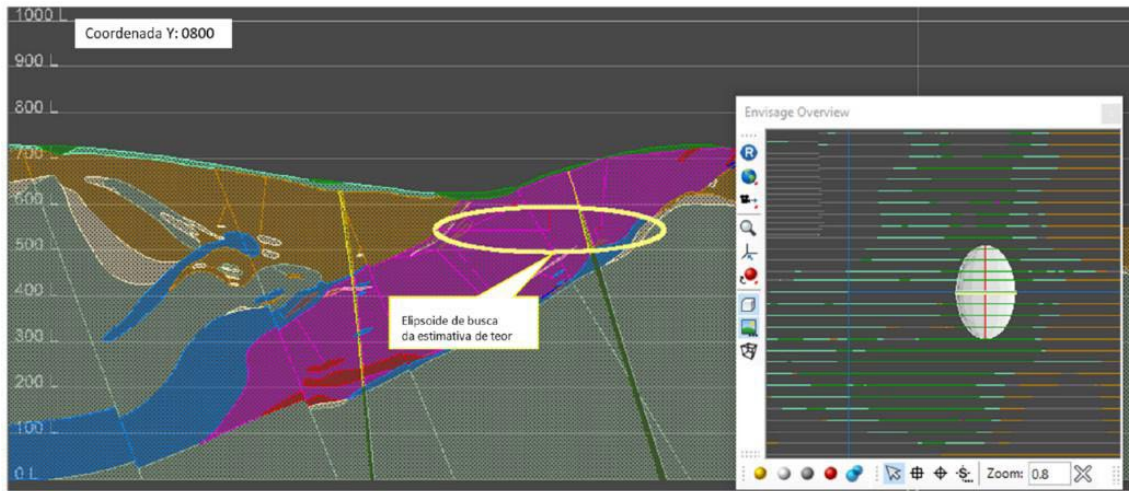 1000 L
Coordenada Y: 0800
900 L
800 L
700 L
600 L
500 L
400 L
300 L
200 L
100 L
0 L
Elipsoide de busca
da estimativa de teor
Envisage Overview
R
Zoom: 0.8